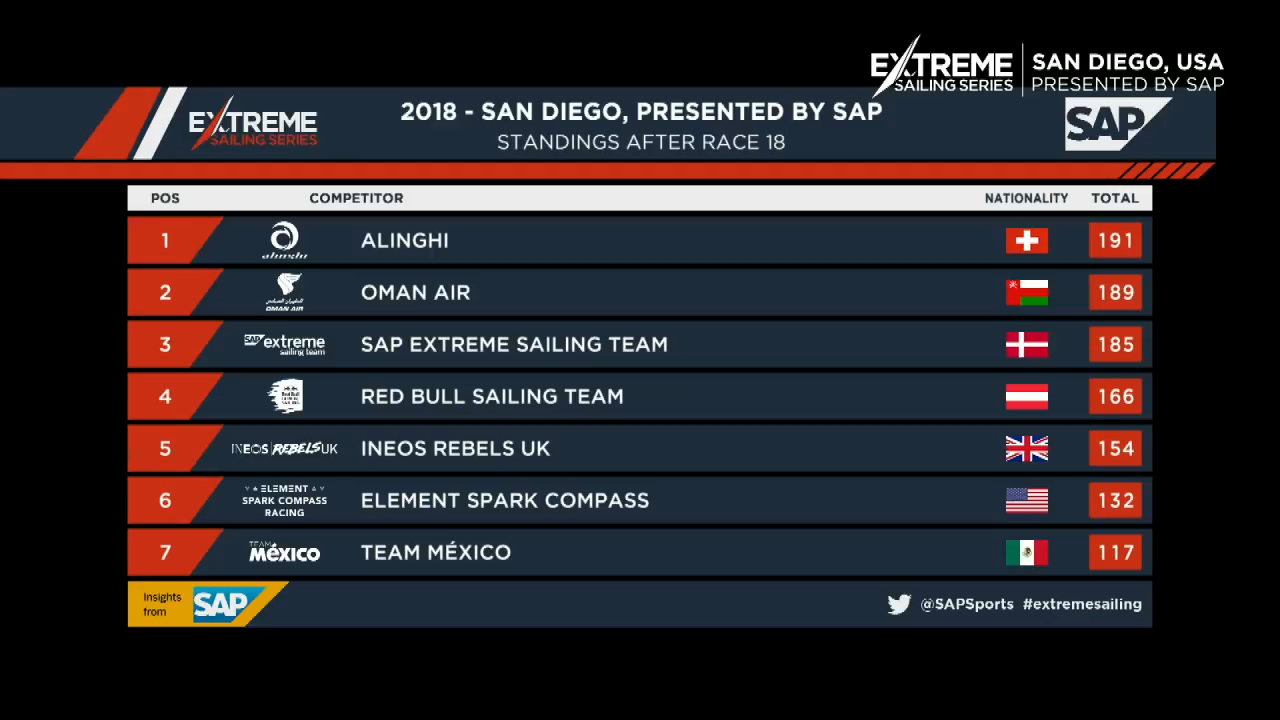 EXTREME
SAILING SERIES
SAN DIEGO, USA
PRESENTED BY SAP
EXTREME
SAILING SERIES
2018 - SAN DIEGO, PRESENTED BY SAP
STANDINGS AFTER RACE 18
SAP
POS COMPETITOR NATIONALITY TOTAL
1 alinghi ALINGHI 191
2 OMAN AIR OMAN AIR 189
3 SAP extreme sailing team SAP EXTREME SAILING TEAM 185
4 Red Bull RED BULL SAILING TEAM 166
5 INEOS REBELS UK INEOS REBELS UK 154
6 ELEMENT SPARK COMPASS RACING ELEMENT SPARK COMPASS 132
7 TEAM MÉXICO TEAM MÉXICO 117
Insights
from
SAP
@SAPSports #extremesailing